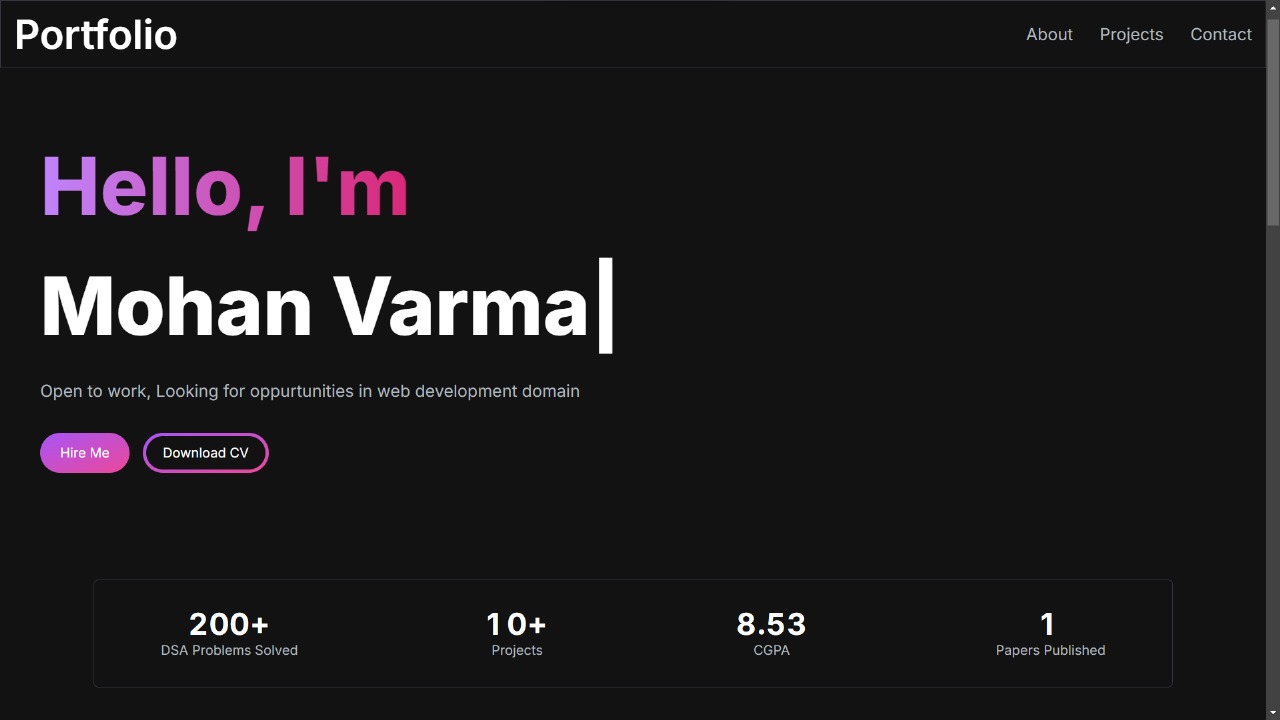 Portfolio
About Projects Contact
Hello, I'm
Mohan Varma|
Open to work, Looking for oppurtunities in web development domain
Hire Me Download CV
200+ 10+ 8.53 1
DSA Problems Solved Projects CGPA Papers Published